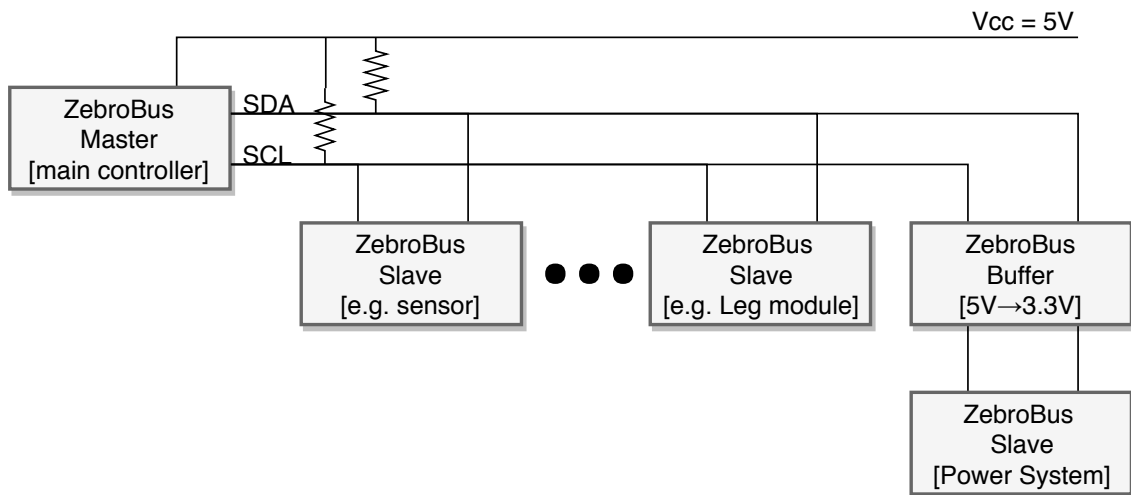 Vcc = 5V
ZebroBus
Master
[main controller]
SDA
SCL
ZebroBus
Slave
[e.g. sensor]
ZebroBus
Slave
[e.g. Leg module]
ZebroBus
Buffer
[5V→3.3V]
ZebroBus
Slave
[Power System]